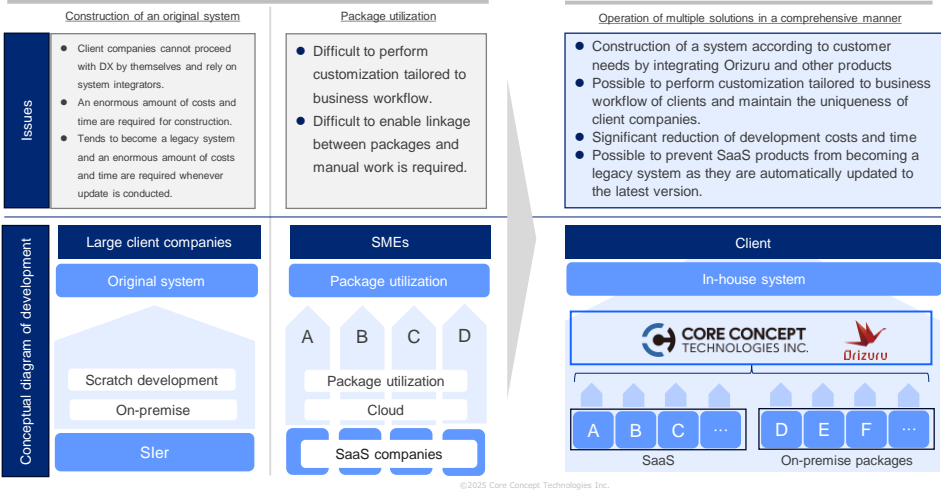 Construction of an original system
Package utilization
Operation of multiple solutions in a comprehensive manner
Issues
● Client companies cannot proceed
with DX by themselves and rely on
system integrators.
● An enormous amount of costs and
time are required for construction.
● Tends to become a legacy system
and an enormous amount of costs
and time are required whenever
update is conducted.
● Difficult to perform
customization tailored to
business workflow.
● Difficult to enable linkage
between packages and
manual work is required.
● Construction of a system according to customer
needs by integrating Orizuru and other products
● Possible to perform customization tailored to business
workflow of clients and maintain the uniqueness of
client companies.
● Significant reduction of development costs and time
● Possible to prevent SaaS products from becoming a
legacy system as they are automatically updated to
the latest version.
Conceptual diagram of development
Large client companies
Original system
Scratch development
On-premise
SIer
SMEs
Package utilization
A B C D
Package utilization
Cloud
SaaS companies
Client
In-house system
CORE CONCEPT
TECHNOLOGIES INC.
Orizuru
A B C ...
D E F ...
SaaS
On-premise packages
©2025 Core Concept Technologies Inc.